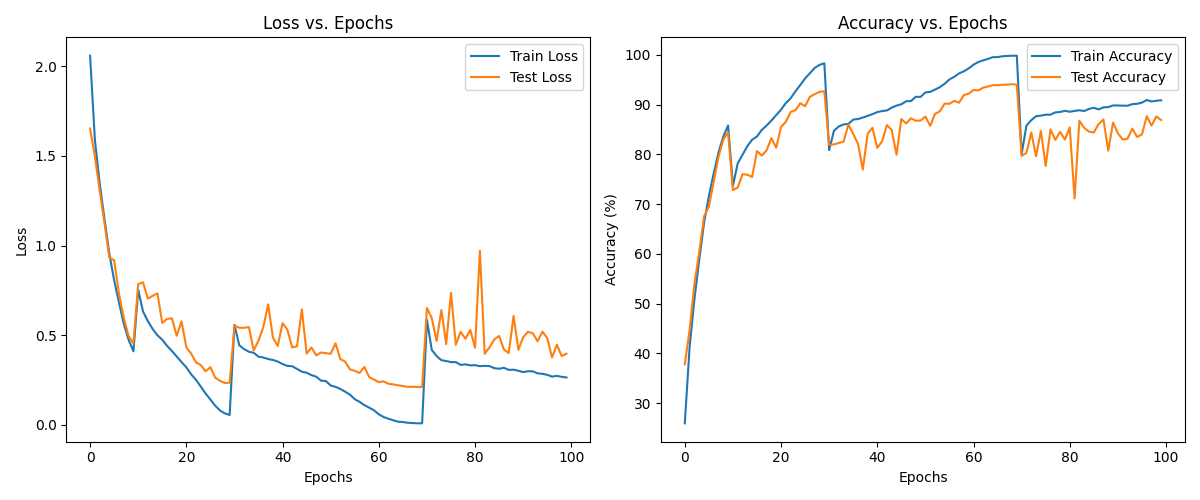 Loss vs. Epochs
Train Loss
Test Loss
2.0
1.5
1.0
0.5
0.0
Loss
0 20 40 60 80 100
Epochs
Accuracy vs. Epochs
Train Accuracy
Test Accuracy
100
90
80
70
60
50
40
30
Accuracy (%)
0 20 40 60 80 100
Epochs